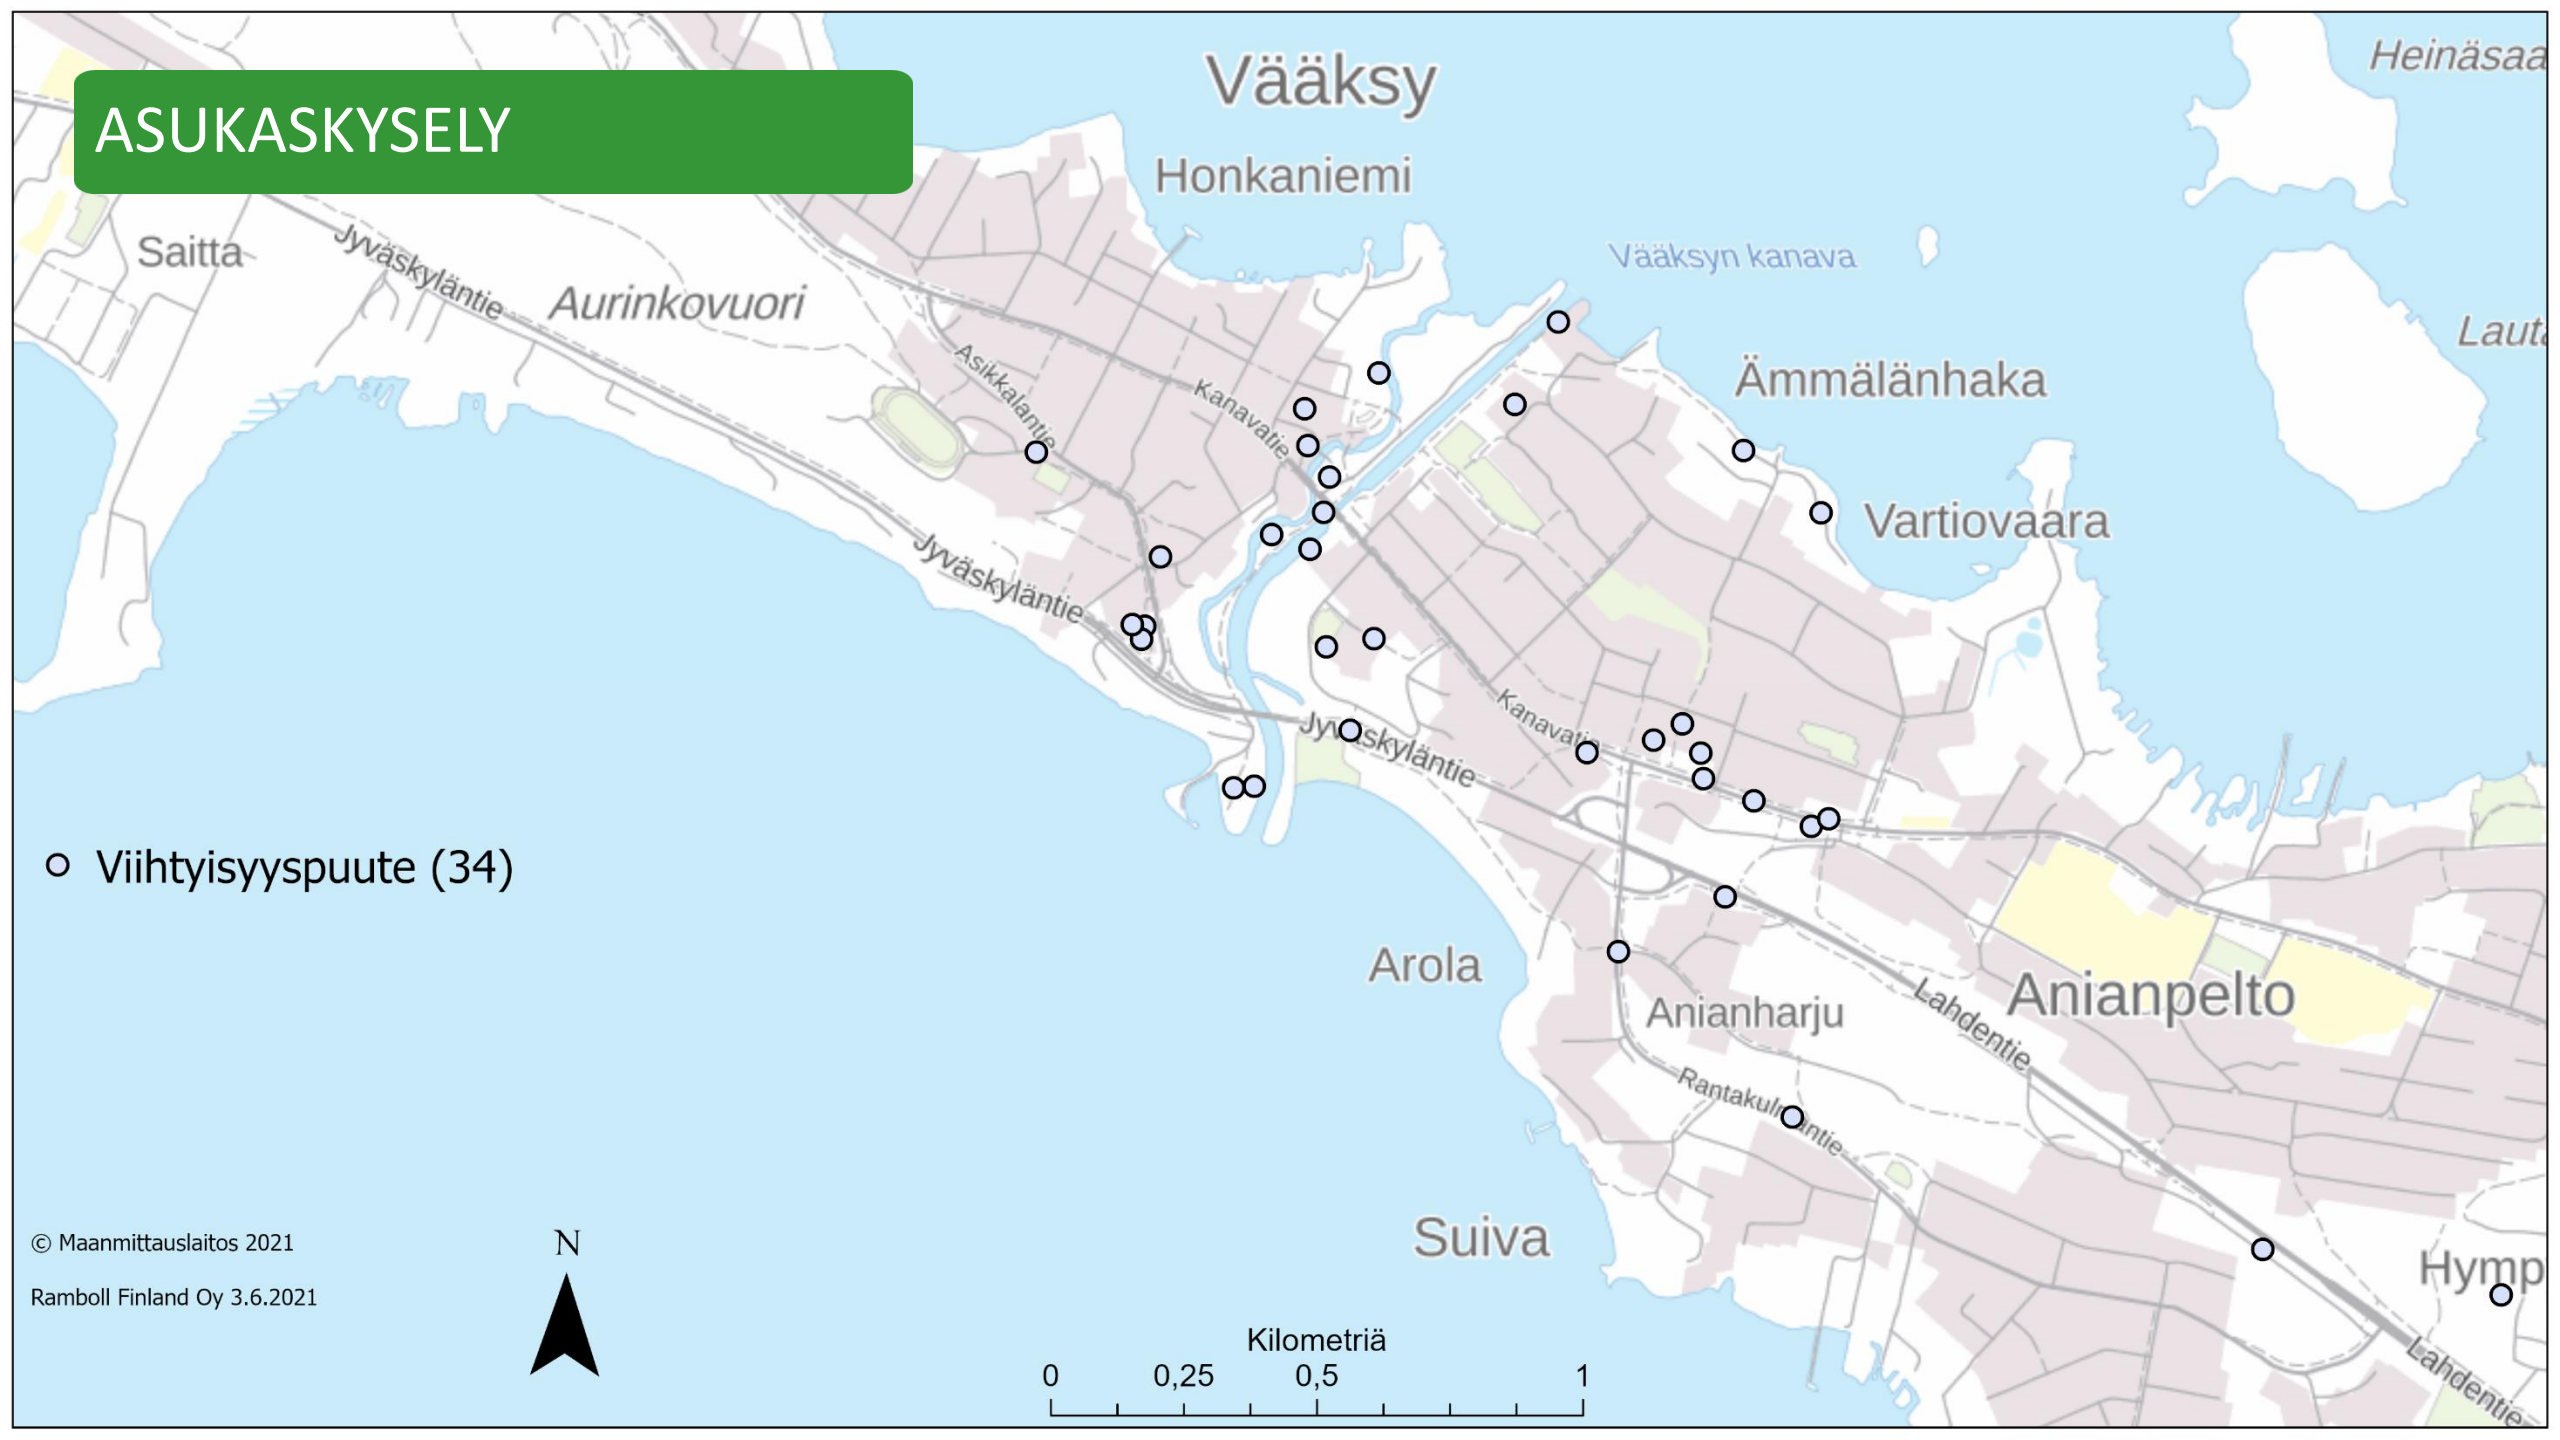 ASUKASKYSELY
Vääksy
Heinäsaa
Honkaniemi
Saitta
Jyväskyläntie
Aurinkovuori
Vääksyn kanava
Lauta
Asikkalantie
Kanavatie
Ämmälänhaka
Vartiovaara
Jyväskyläntie
Kanavatie
Jyväskyläntie
Viihtyisyyspuute (34)
Arola
Anianharju
Lahdentie
Anianpelto
Suiva
Hymp
Lahdentie
© Maanmittauslaitos 2021
Ramboll Finland Oy 3.6.2021
N
Kilometriä
0 0,25 0,5 1